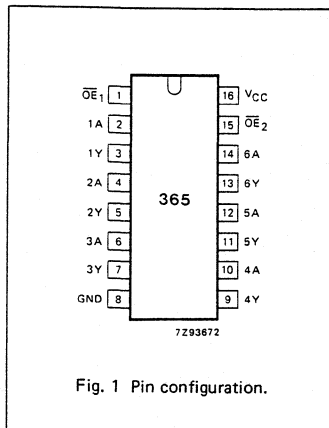 OE1 1 16 VCC
1A 2 15 OE2
1Y 3 14 6A
2A 4 13 6Y
2Y 5 365 12 5A
3A 6 11 5Y
3Y 7 10 4A
GND 8 9 4Y
7Z93672
Fig. 1 Pin configuration.